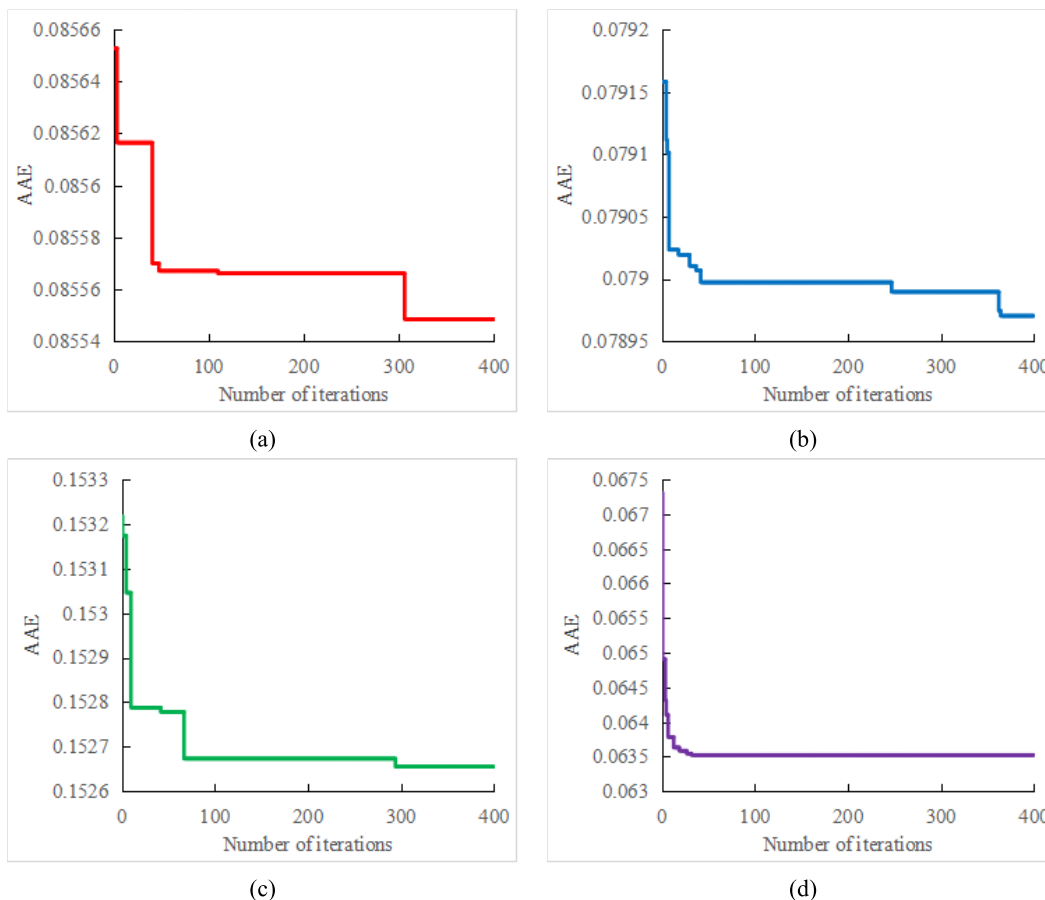 0.08566
0.08564
0.08562
0.0856
0.08558
0.08556
0.08554
AAE
0 100 200 300 400
Number of iterations
(a)
0.0792
0.07915
0.0791
0.07905
0.079
0.07895
AAE
0 100 200 300 400
Number of iterations
(b)
0.1533
0.1532
0.1531
0.153
0.1529
0.1528
0.1527
0.1526
AAE
0 100 200 300 400
Number of iterations
(c)
0.0675
0.067
0.0665
0.066
0.0655
0.065
0.0645
0.064
0.0635
0.063
AAE
0 100 200 300 400
Number of iterations
(d)